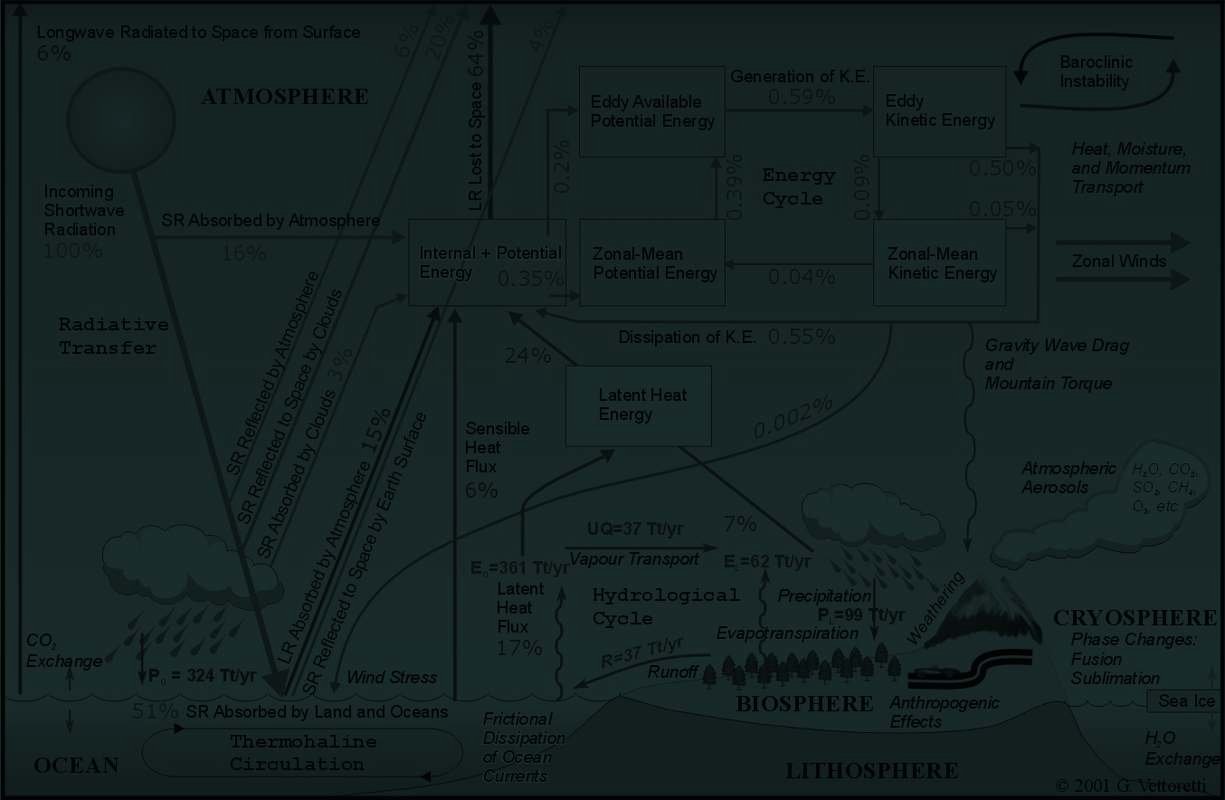 Longwave Radiated to Space from Surface
6%
ATMOSPHERE
6%
20%
LR Lost to Space 64%
4%
Eddy Available
Potential Energy
Generation of K.E.
0.59%
Eddy
Kinetic Energy
Baroclinic
Instability
Heat, Moisture,
and Momentum
Transport
Incoming
Shortwave
Radiation
100%
SR Absorbed by Atmosphere
16%
0.2%
0.39%
Energy
Cycle
0.09%
0.50%
0.05%
Internal + Potential
Energy
0.35%
Zonal-Mean
Potential Energy
0.04%
Zonal-Mean
Kinetic Energy
Zonal Winds
Radiative
Transfer
SR Reflected by Atmosphere
SR Reflected to Space by Clouds
SR Absorbed by Clouds 3%
LR Absorbed by Atmosphere 15%
SR Reflected to Space by Earth Surface
Dissipation of K.E. 0.55%
24%
Gravity Wave Drag
and
Mountain Torque
Latent Heat
Energy
0.002%
Sensible
Heat
Flux
6%
Atmospheric
Aerosols
H₂O, CO₂,
SO₂, CH₄,
O₃, etc
7%
UQ=37 Tt/yr
Vapour Transport
E₀=361 Tt/yr
Latent
Heat
Flux
17%
Hydrological
Cycle
E_L=62 Tt/yr
Precipitation
P_L=99 Tt/yr
Evapotranspiration
Weathering
R=37 Tt/yr
Runoff
CRYOSPHERE
Phase Changes:
Fusion
Sublimation
CO₂
Exchange
P₀ = 324 Tt/yr
Wind Stress
51% SR Absorbed by Land and Oceans
BIOSPHERE
Anthropogenic
Effects
Sea Ice
Thermohaline
Circulation
Frictional
Dissipation
of Ocean
Currents
H₂O
Exchange
OCEAN
LITHOSPHERE
© 2001 G. Vettoretti